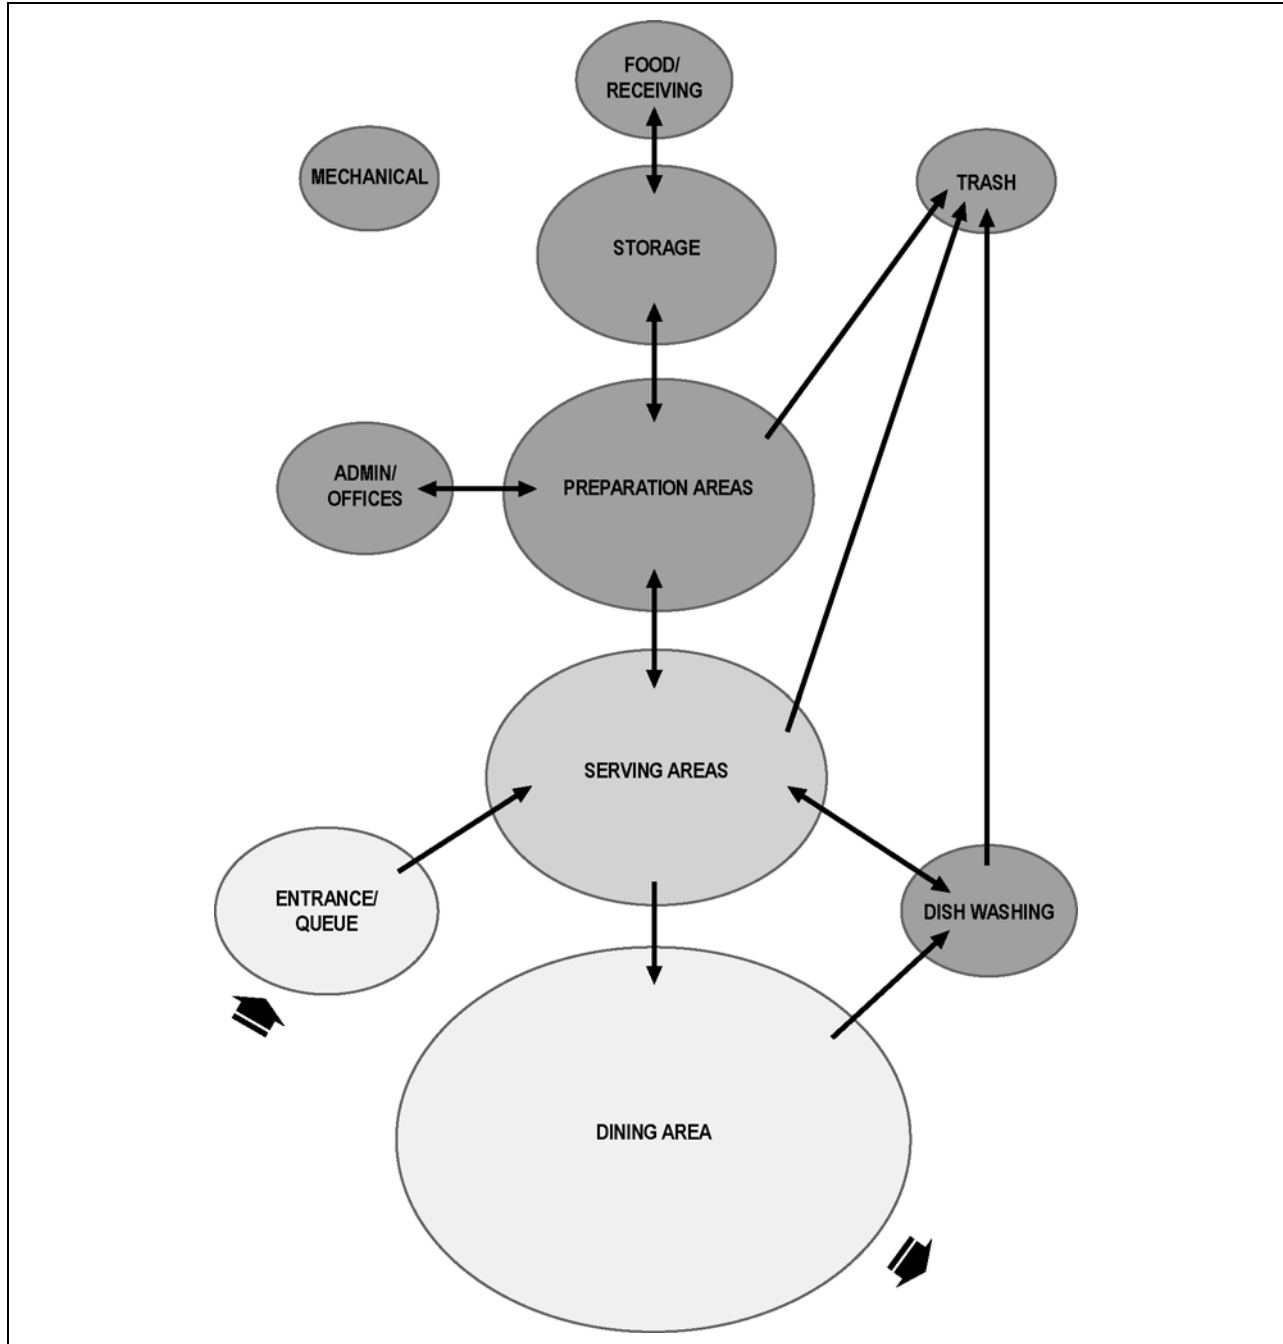 FOOD/
RECEIVING
MECHANICAL
TRASH
STORAGE
ADMIN/
OFFICES
PREPARATION AREAS
SERVING AREAS
ENTRANCE/
QUEUE
DISH WASHING
DINING AREA